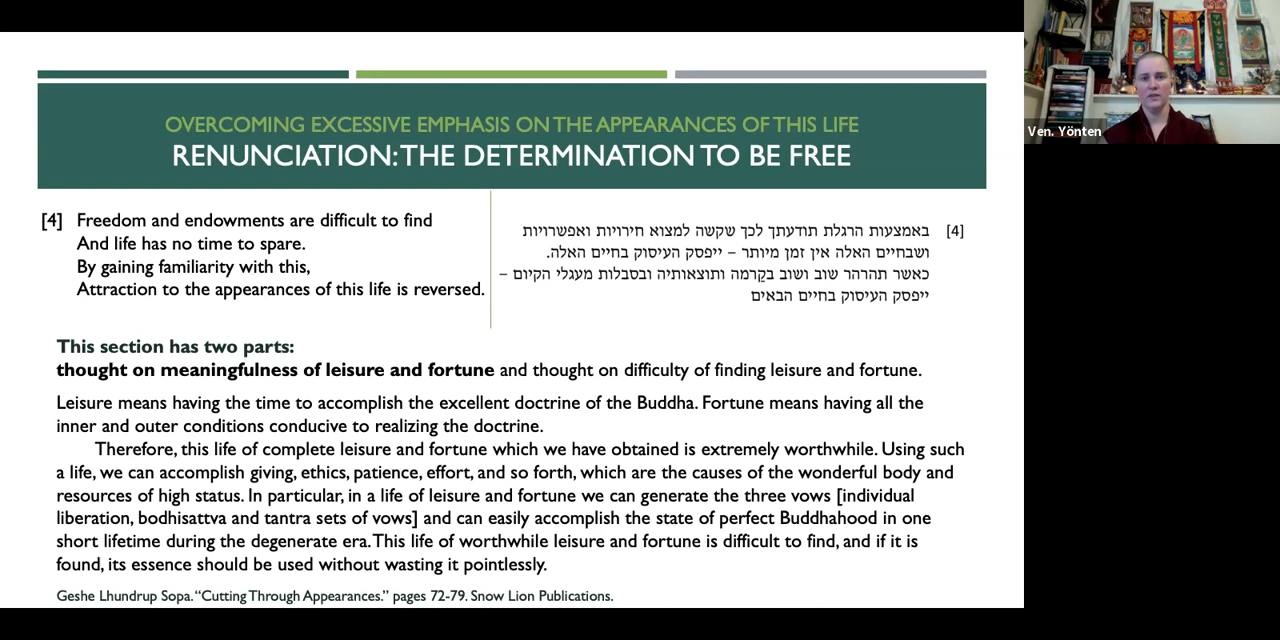 OVERCOMING EXCESSIVE EMPHASIS ON THE APPEARANCES OF THIS LIFE
RENUNCIATION: THE DETERMINATION TO BE FREE
[4] Freedom and endowments are difficult to find
And life has no time to spare.
By gaining familiarity with this,
Attraction to the appearances of this life is reversed.
[4] באמצעות הרגלת תודעתך לכך שקשה למצוא חירויות ואפשרויות
ושבחיים האלה אין זמן מיותר – ייפסק העיסוק בחיים האלה.
כאשר תהרהר שוב ושוב בקַרמה ותוצאותיה ובסבלות מעגלי הקיום –
ייפסק העיסוק בחיים הבאים
This section has two parts:
thought on meaningfulness of leisure and fortune and thought on difficulty of finding leisure and fortune.
Leisure means having the time to accomplish the excellent doctrine of the Buddha. Fortune means having all the
inner and outer conditions conducive to realizing the doctrine.
Therefore, this life of complete leisure and fortune which we have obtained is extremely worthwhile. Using such
a life, we can accomplish giving, ethics, patience, effort, and so forth, which are the causes of the wonderful body and
resources of high status. In particular, in a life of leisure and fortune we can generate the three vows [individual
liberation, bodhisattva and tantra sets of vows] and can easily accomplish the state of perfect Buddhahood in one
short lifetime during the degenerate era. This life of worthwhile leisure and fortune is difficult to find, and if it is
found, its essence should be used without wasting it pointlessly.
Geshe Lhundrup Sopa. "Cutting Through Appearances." pages 72-79. Snow Lion Publications.
Ven. Yönten